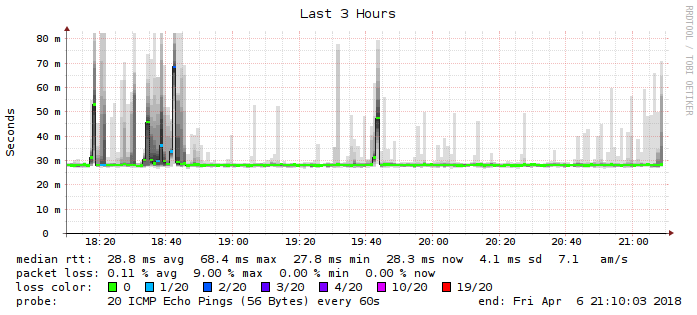 Last 3 Hours
RRDTOOL / TOBI OETIKER
Seconds
80 m
70 m
60 m
50 m
40 m
30 m
20 m
10 m
0
18:20 18:40 19:00 19:20 19:40 20:00 20:20 20:40 21:00
median rtt: 28.8 ms avg 68.4 ms max 27.8 ms min 28.3 ms now 4.1 ms sd 7.1 am/s
packet loss: 0.11 % avg 9.00 % max 0.00 % min 0.00 % now
loss color: 0 1/20 2/20 3/20 4/20 10/20 19/20
probe: 20 ICMP Echo Pings (56 Bytes) every 60s end: Fri Apr 6 21:10:03 2018